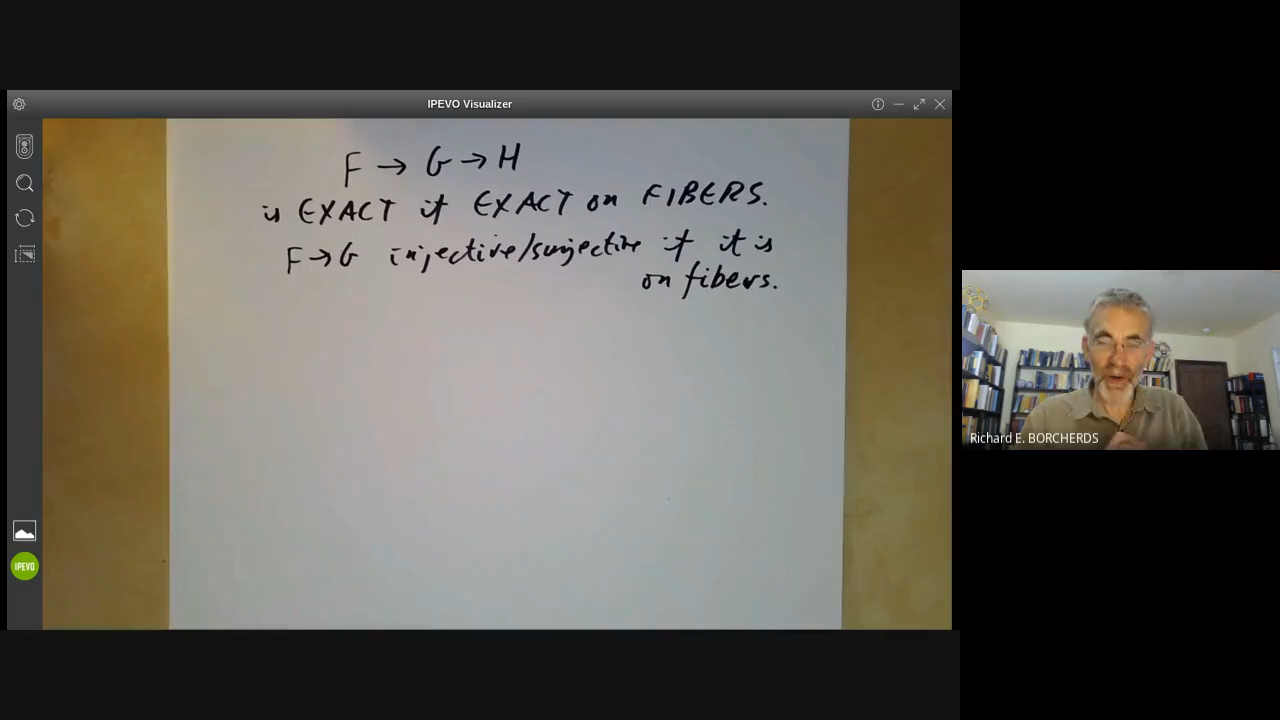 IPEVO Visualizer
F → G → H
is EXACT if EXACT on FIBERS.
F → G injective/surjective if it is
on fibers.
IPEVO
Richard E. BORCHERDS